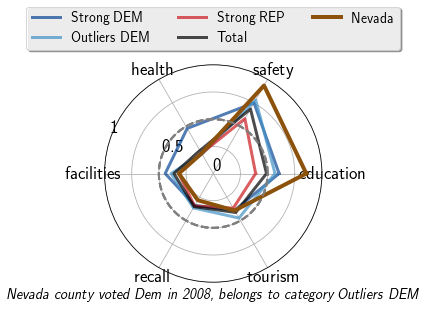 Strong DEM
Outliers DEM
Strong REP
Total
Nevada
health
safety
1
0.5
0
facilities
education
recall
tourism
Nevada county voted Dem in 2008, belongs to category Outliers DEM